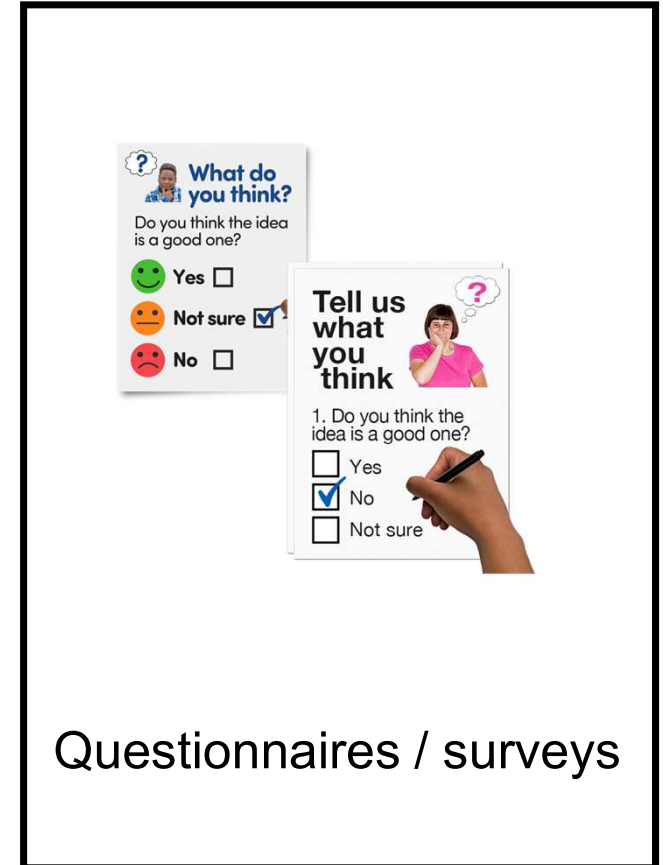 ?
What do
you think?
Do you think the idea
is a good one?
Yes
Not sure
No
?
Tell us
what
you
think
1. Do you think the
idea is a good one?
Yes
No
Not sure
Questionnaires / surveys